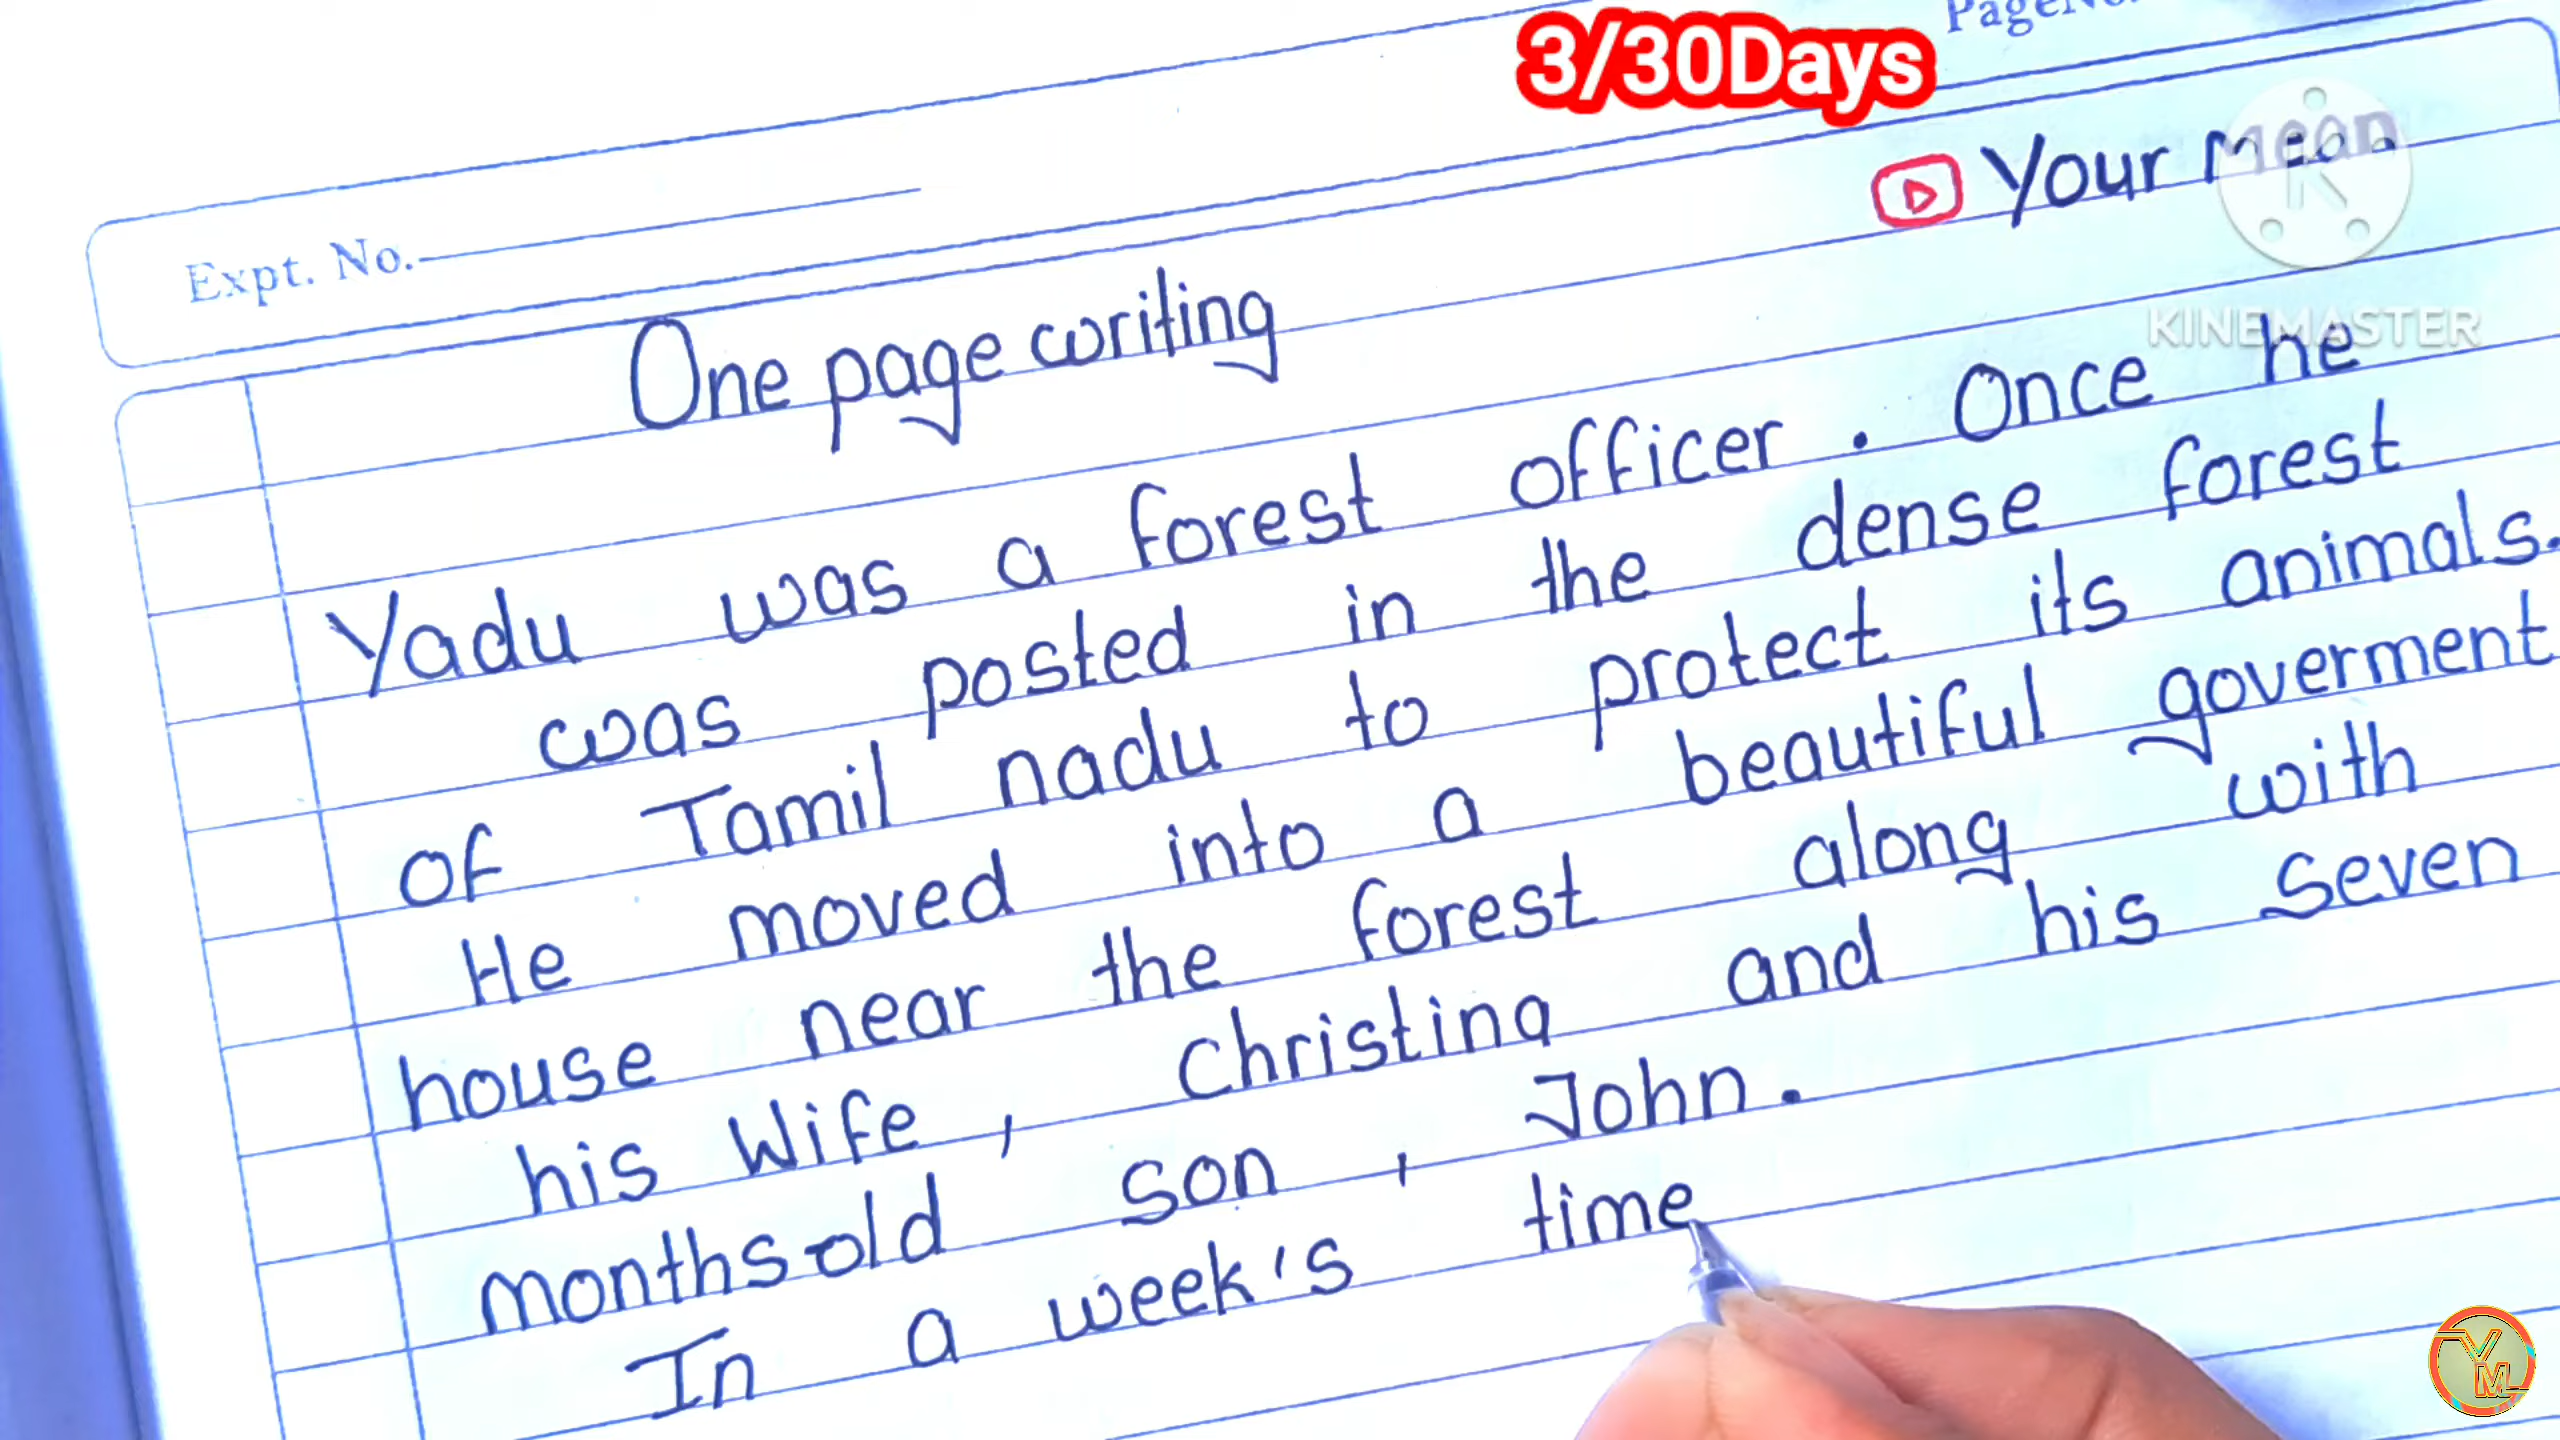 3/30Days
PageNo.
Your Mean
KINEMASTER
Expt. No.
One page writing
Yadu was a forest officer. Once he
was posted in the dense forest
of Tamil nadu to protect its animals.
He moved into a beautiful goverment
house near the forest along with
his Wife, Christina and his seven
months old son, John.
In a week's time
YM